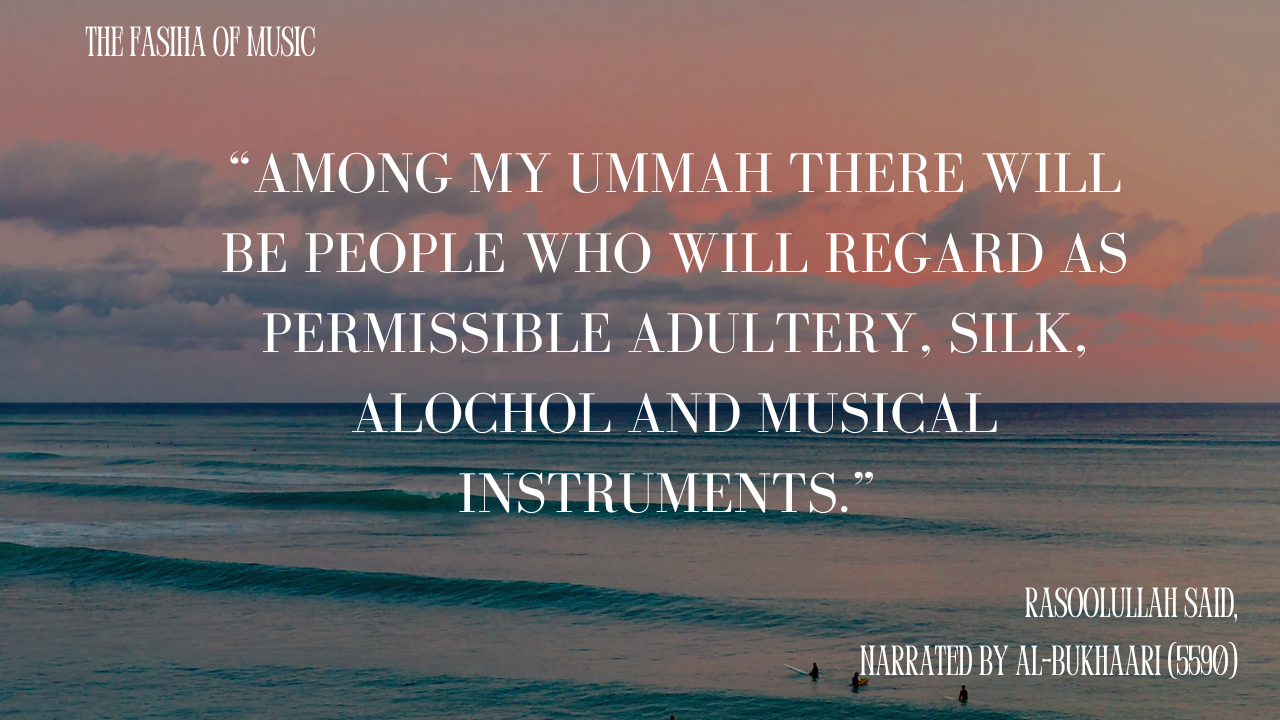 THE FASIHA OF MUSIC
“AMONG MY UMMAH THERE WILL
BE PEOPLE WHO WILL REGARD AS
PERMISSIBLE ADULTERY, SILK,
ALOCHOL AND MUSICAL
INSTRUMENTS.”
RASOOLULLAH SAID,
NARRATED BY AL-BUKHAARI (5590)